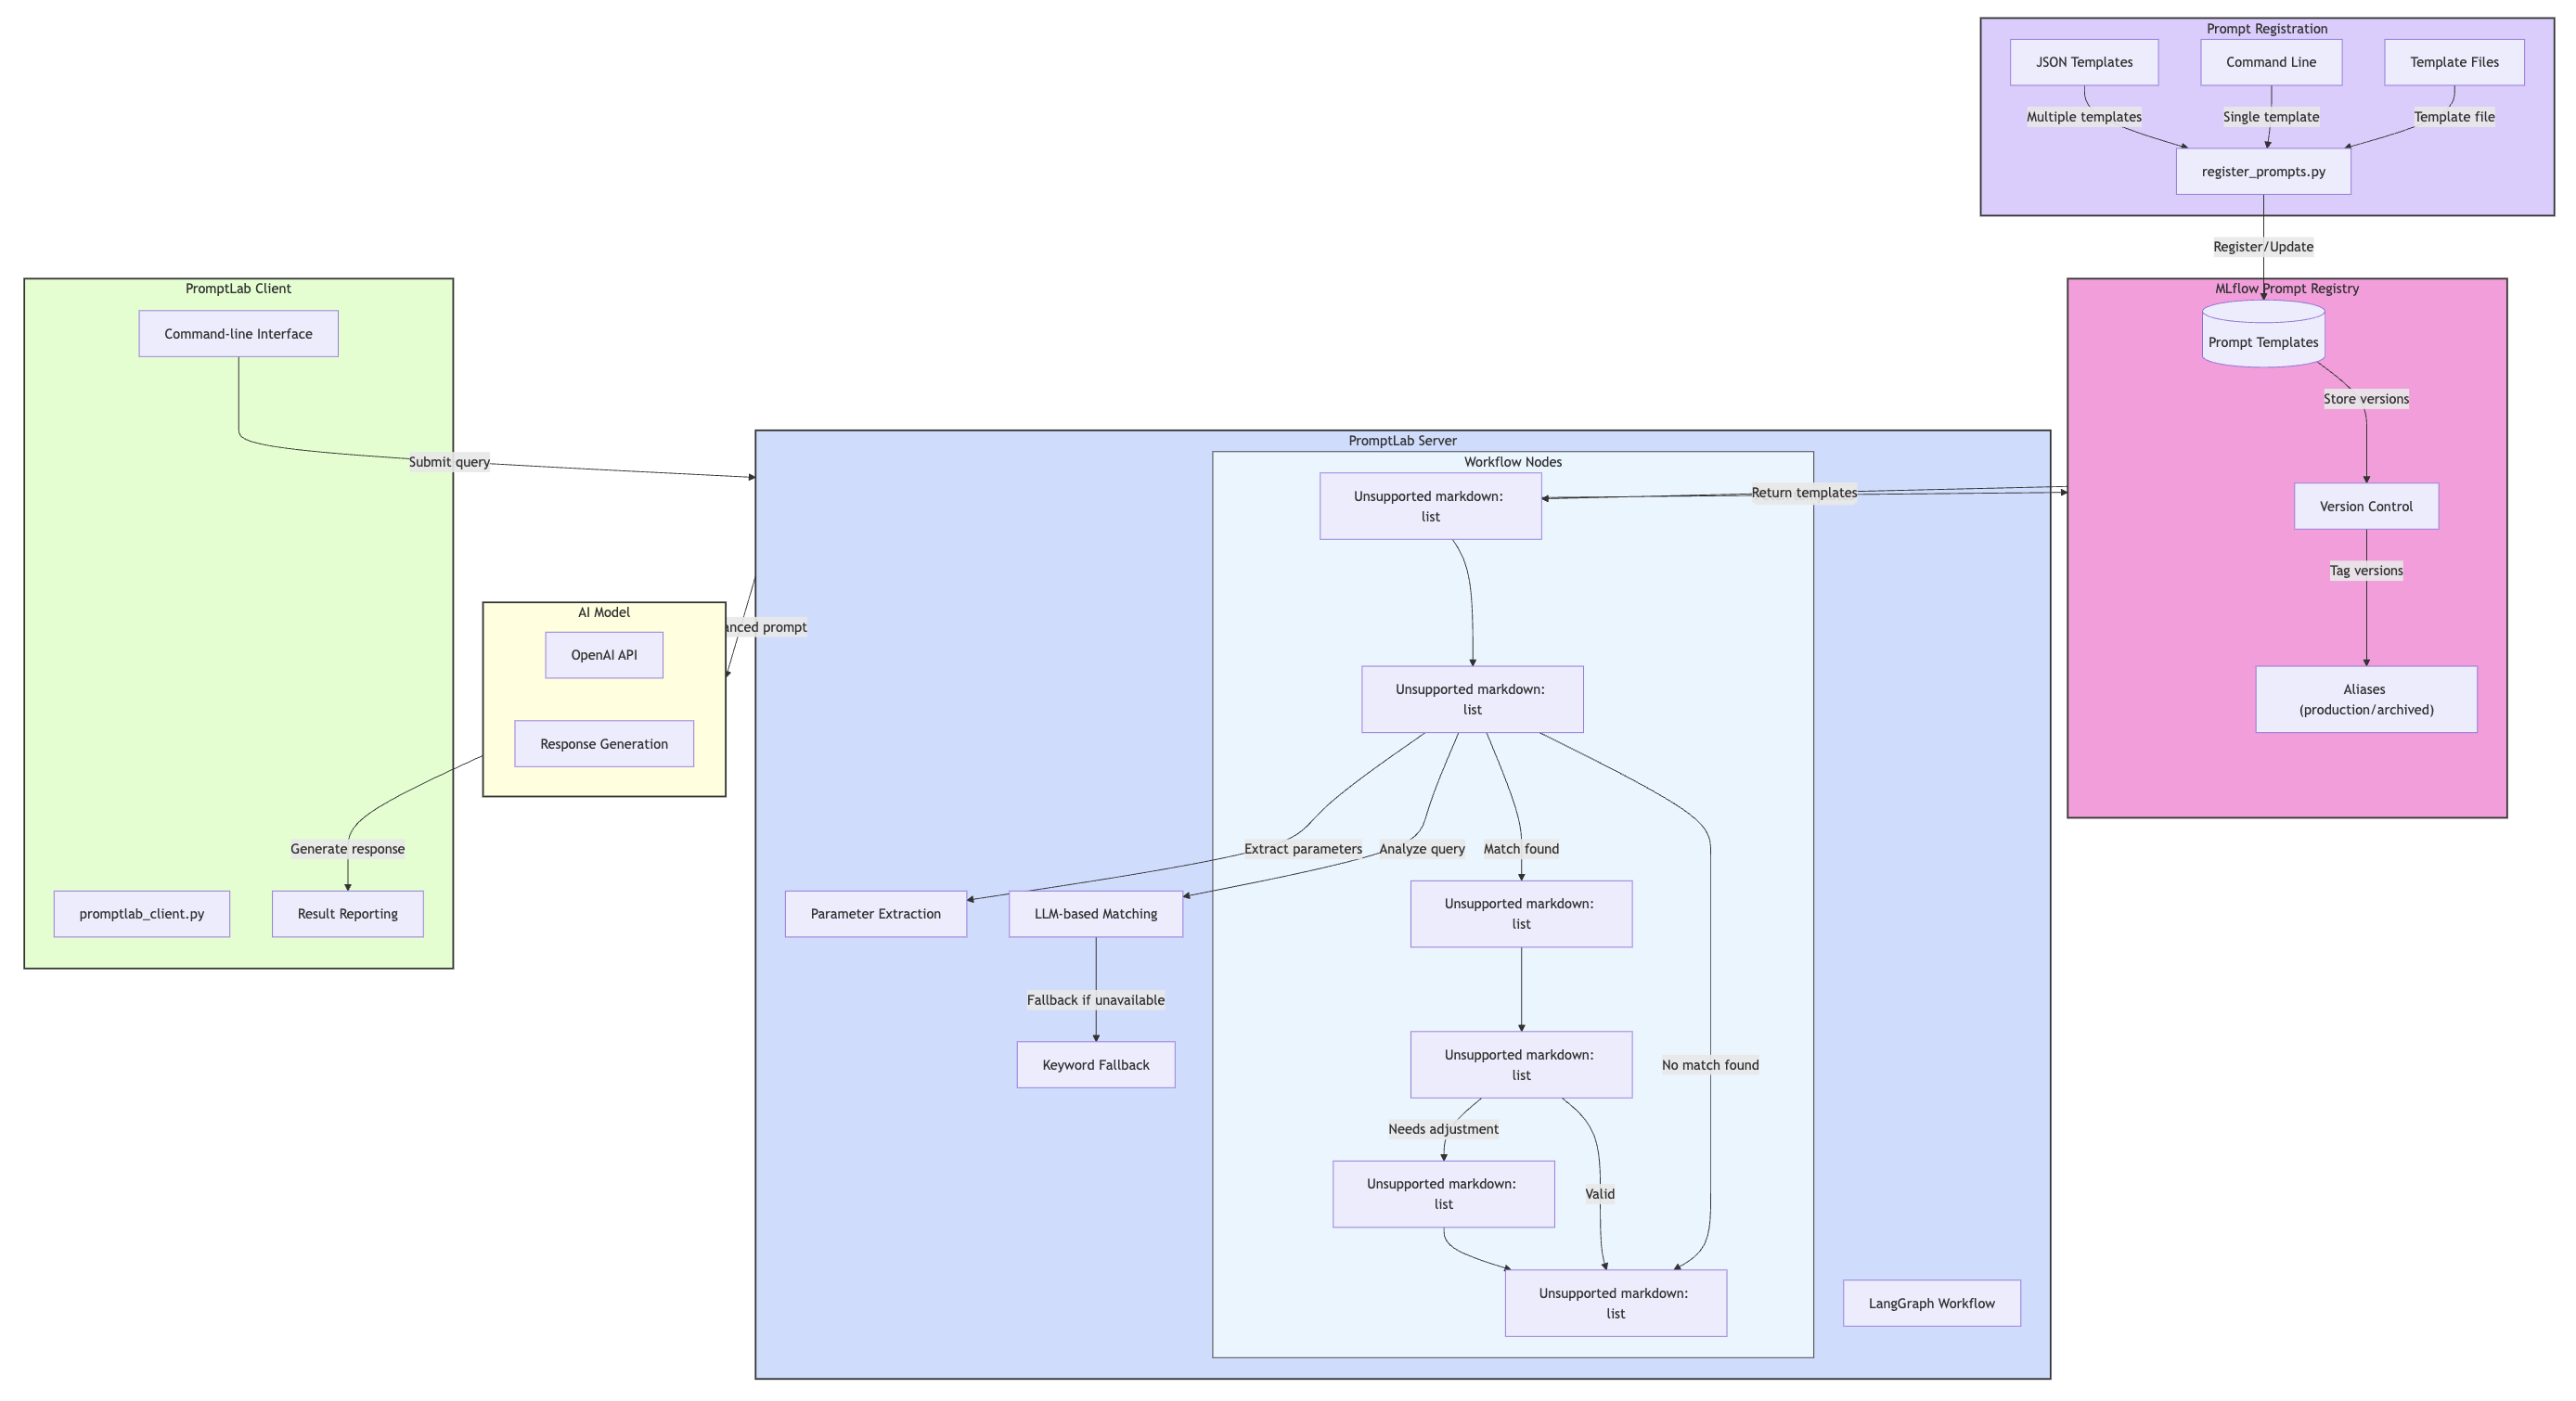 Prompt Registration
JSON Templates
Command Line
Template Files
Multiple templates
Single template
Template file
register_prompts.py
Register/Update
PromptLab Client
Command-line Interface
Submit query
MLflow Prompt Registry
Prompt Templates
Store versions
Version Control
Tag versions
Aliases
(production/archived)
PromptLab Server
Workflow Nodes
Unsupported markdown:
list
Return templates
AI Model
OpenAI API
Response Generation
prompt
Generate response
promptlab_client.py
Result Reporting
Unsupported markdown:
list
Extract parameters
Analyze query
Match found
Parameter Extraction
LLM-based Matching
Unsupported markdown:
list
Fallback if unavailable
Keyword Fallback
Unsupported markdown:
list
No match found
Needs adjustment
Valid
Unsupported markdown:
list
Unsupported markdown:
list
LangGraph Workflow